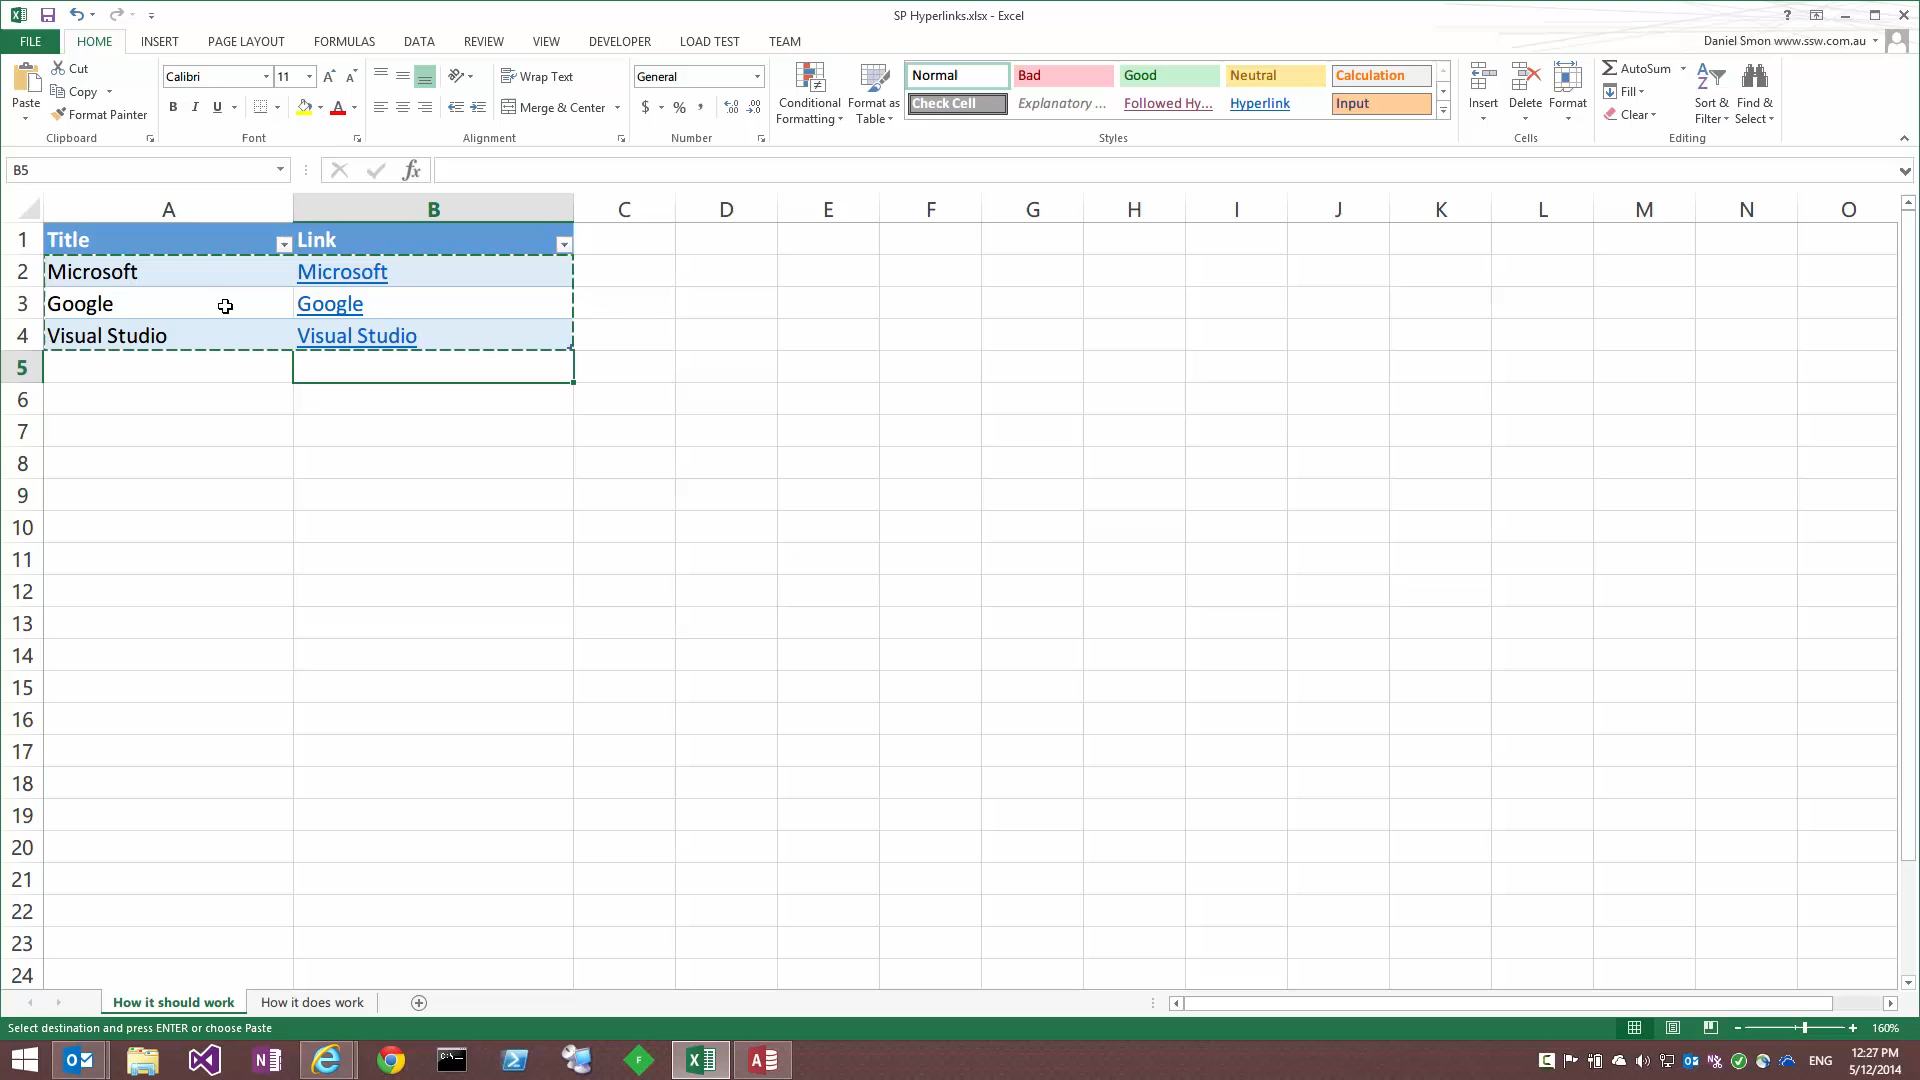 SP Hyperlinks.xlsx - Excel
FILE HOME INSERT PAGE LAYOUT FORMULAS DATA REVIEW VIEW DEVELOPER LOAD TEST TEAM Daniel Smon www.ssw.com.au
Paste
Cut
Copy
Format Painter
Clipboard
Calibri 11
B I U
Font
Wrap Text
Merge & Center
Alignment
General
$ % ,
Number
Conditional Formatting
Format as Table
Normal Bad Good Neutral Calculation
Check Cell Explanatory ... Followed Hy... Hyperlink Input
Styles
Insert Delete Format
Cells
AutoSum
Fill
Clear
Sort & Filter
Find & Select
Editing
B5 fx
A B C D E F G H I J K L M N O
1 Title Link
2 Microsoft Microsoft
3 Google Google
4 Visual Studio Visual Studio
5
6
7
8
9
10
11
12
13
14
15
16
17
18
19
20
21
22
23
24
How it should work How it does work
Select destination and press ENTER or choose Paste 160%
ENG 12:27 PM
5/12/2014